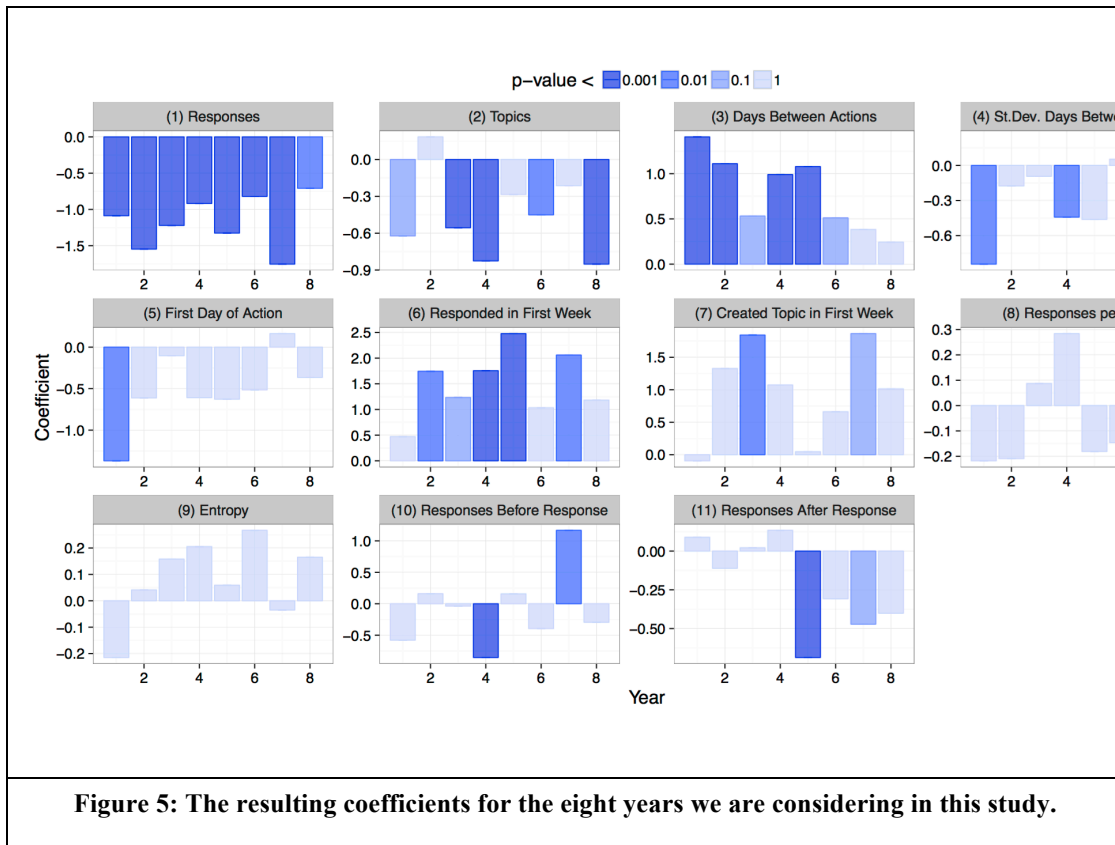 p−value < 0.001 0.01 0.1 1
(1) Responses (2) Topics (3) Days Between Actions (4) St.Dev. Days Betwe
0.0 −0.5 −1.0 −1.5
0.0 −0.3 −0.6 −0.9
1.0 0.5 0.0
0.0 −0.3 −0.6
2 4 6 8 2 4 6 8 2 4 6 8 2 4
(5) First Day of Action (6) Responded in First Week (7) Created Topic in First Week (8) Responses pe
0.0 −0.5 −1.0
2.5 2.0 1.5 1.0 0.5 0.0
1.5 1.0 0.5 0.0
0.3 0.2 0.1 0.0 −0.1 −0.2
2 4 6 8 2 4 6 8 2 4 6 8 2 4
Coefficient
(9) Entropy (10) Responses Before Response (11) Responses After Response
0.2 0.1 0.0 −0.1 −0.2
1.0 0.5 0.0 −0.5
0.00 −0.25 −0.50
2 4 6 8 2 4 6 8 2 4 6 8
Year
Figure 5: The resulting coefficients for the eight years we are considering in this study.